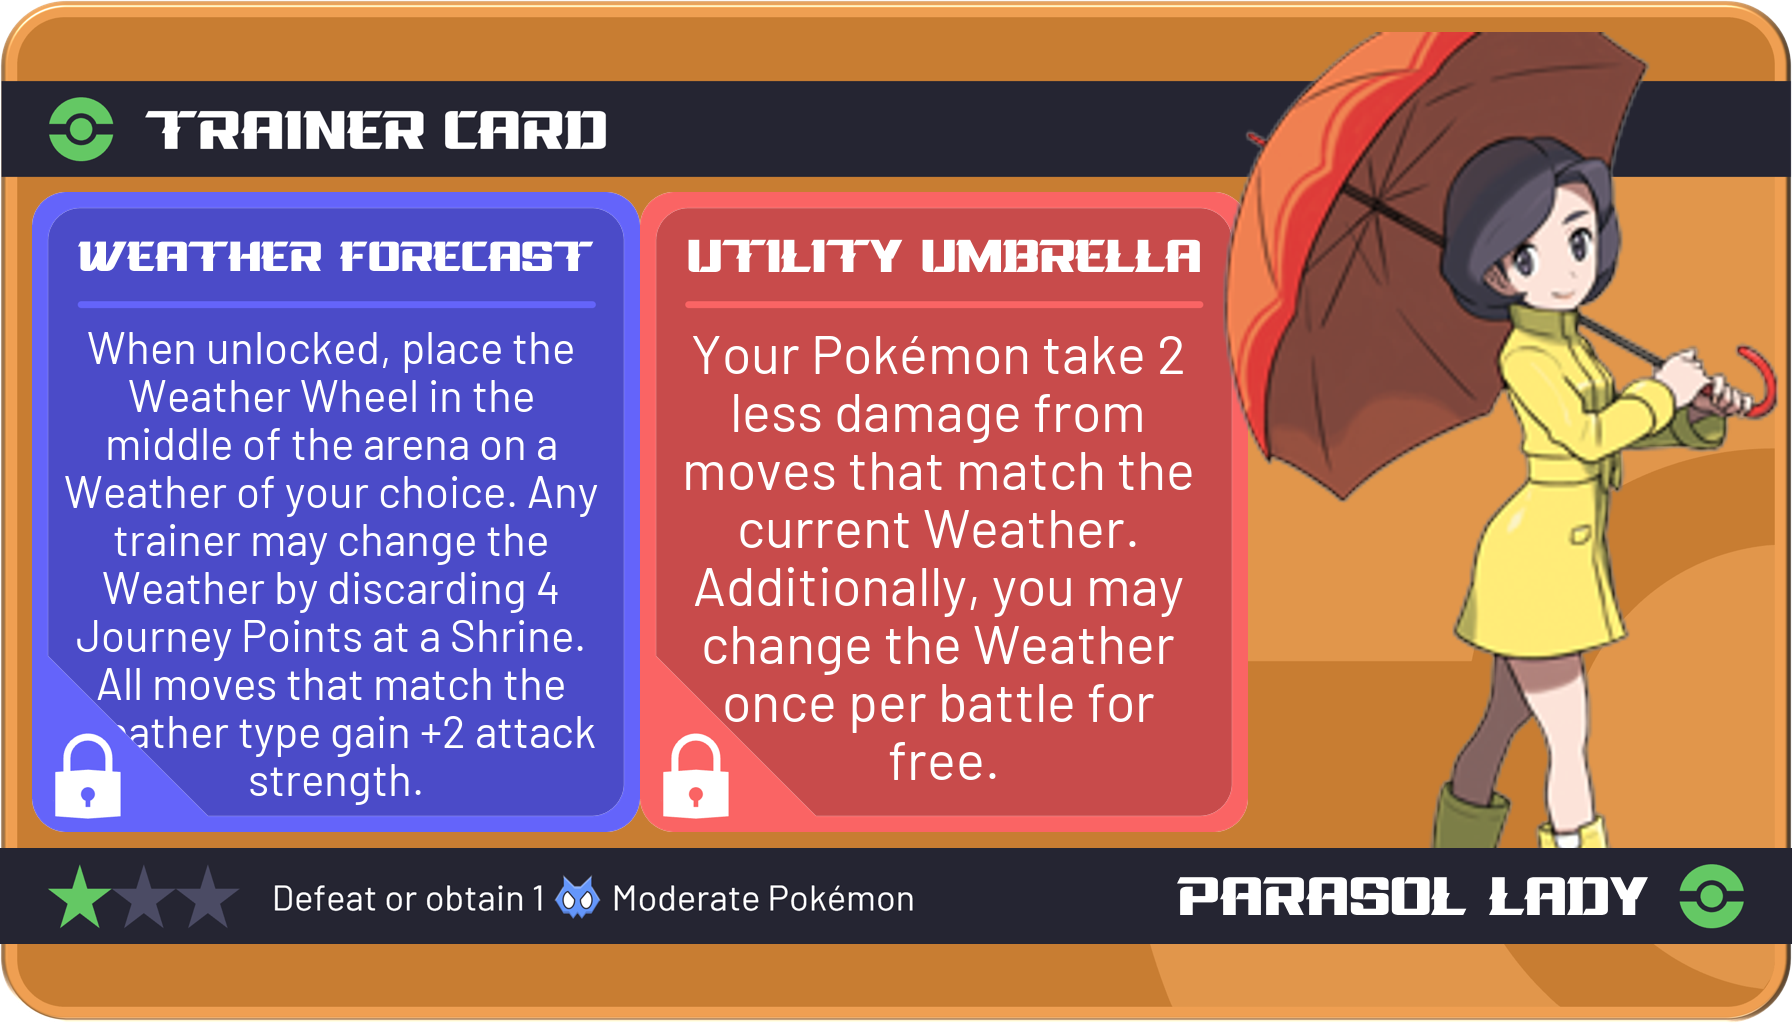 TRAINER CARD
WEATHER FORECAST
When unlocked, place the
Weather Wheel in the
middle of the arena on a
Weather of your choice. Any
trainer may change the
Weather by discarding 4
Journey Points at a Shrine.
All moves that match the
Weather type gain +2 attack
strength.
UTILITY UMBRELLA
Your Pokémon take 2
less damage from
moves that match the
current Weather.
Additionally, you may
change the Weather
once per battle for
free.
Defeat or obtain 1 Moderate Pokémon
PARASOL LADY